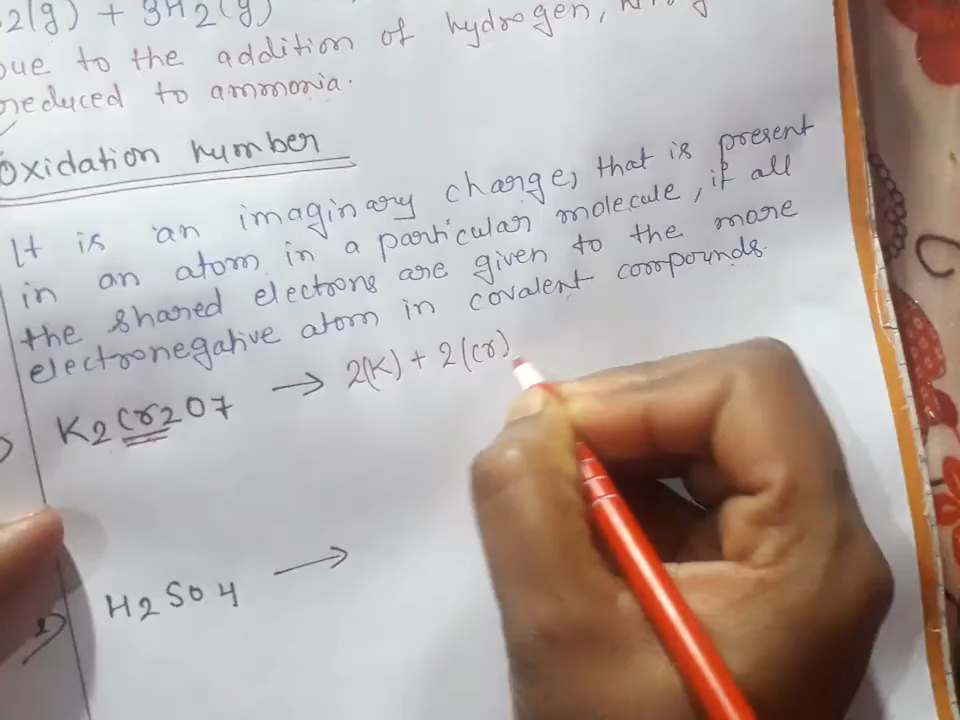 2(g) + 3H2(g)
Due to the addition of hydrogen,
reduced to ammonia.
Oxidation number
It is an imaginary charge, that is present
in an atom in a particular molecule, if all
the shared electrons are given to the more
electronegative atom in covalent compounds.
K2Cr2O7 → 2(K) + 2(Cr)
H2SO4 →